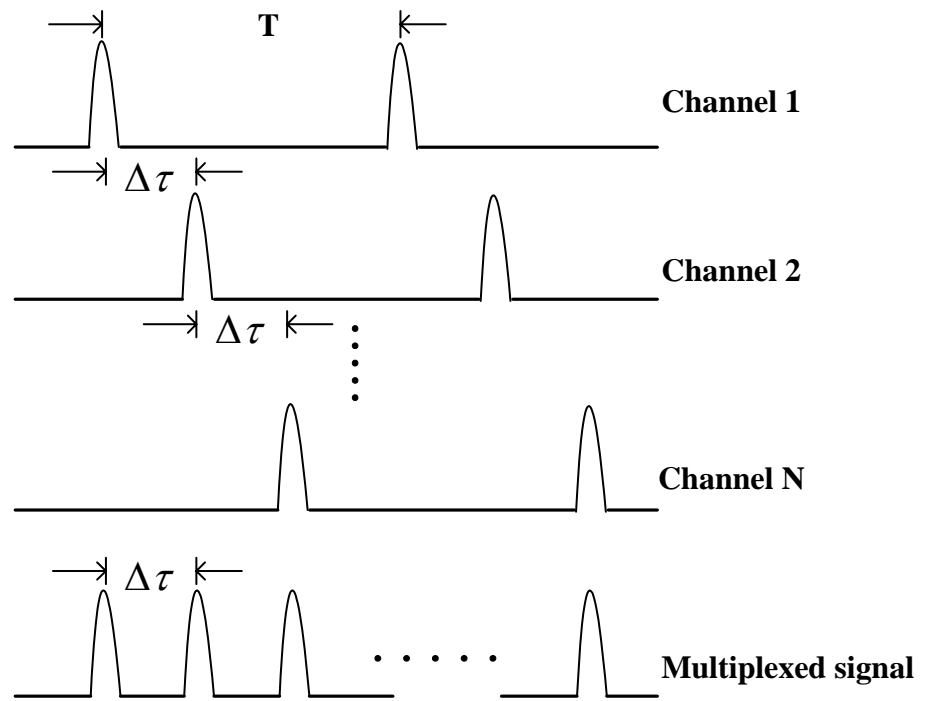 T
Channel 1
Δτ
Channel 2
Δτ
Channel N
Δτ
Multiplexed signal